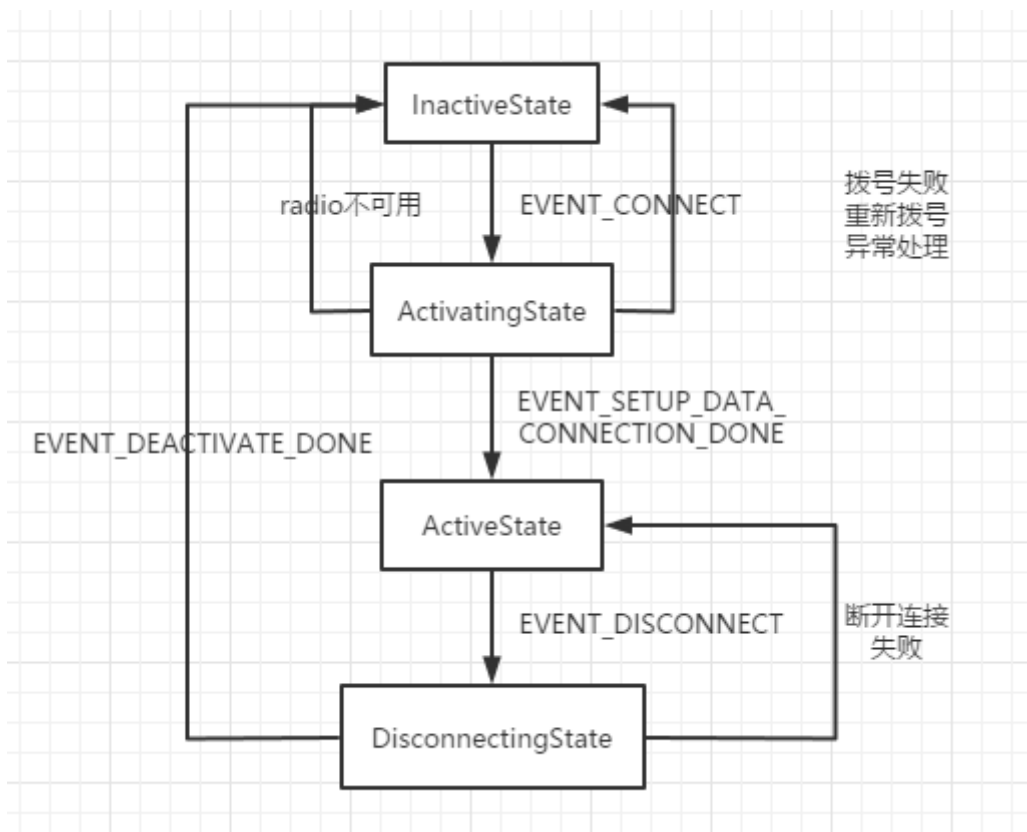 InactiveState
radio不可用
EVENT_CONNECT
拨号失败
重新拨号
异常处理
ActivatingState
EVENT_SETUP_DATA_
CONNECTION_DONE
EVENT_DEACTIVATE_DONE
ActiveState
EVENT_DISCONNECT
断开连接
失败
DisconnectingState